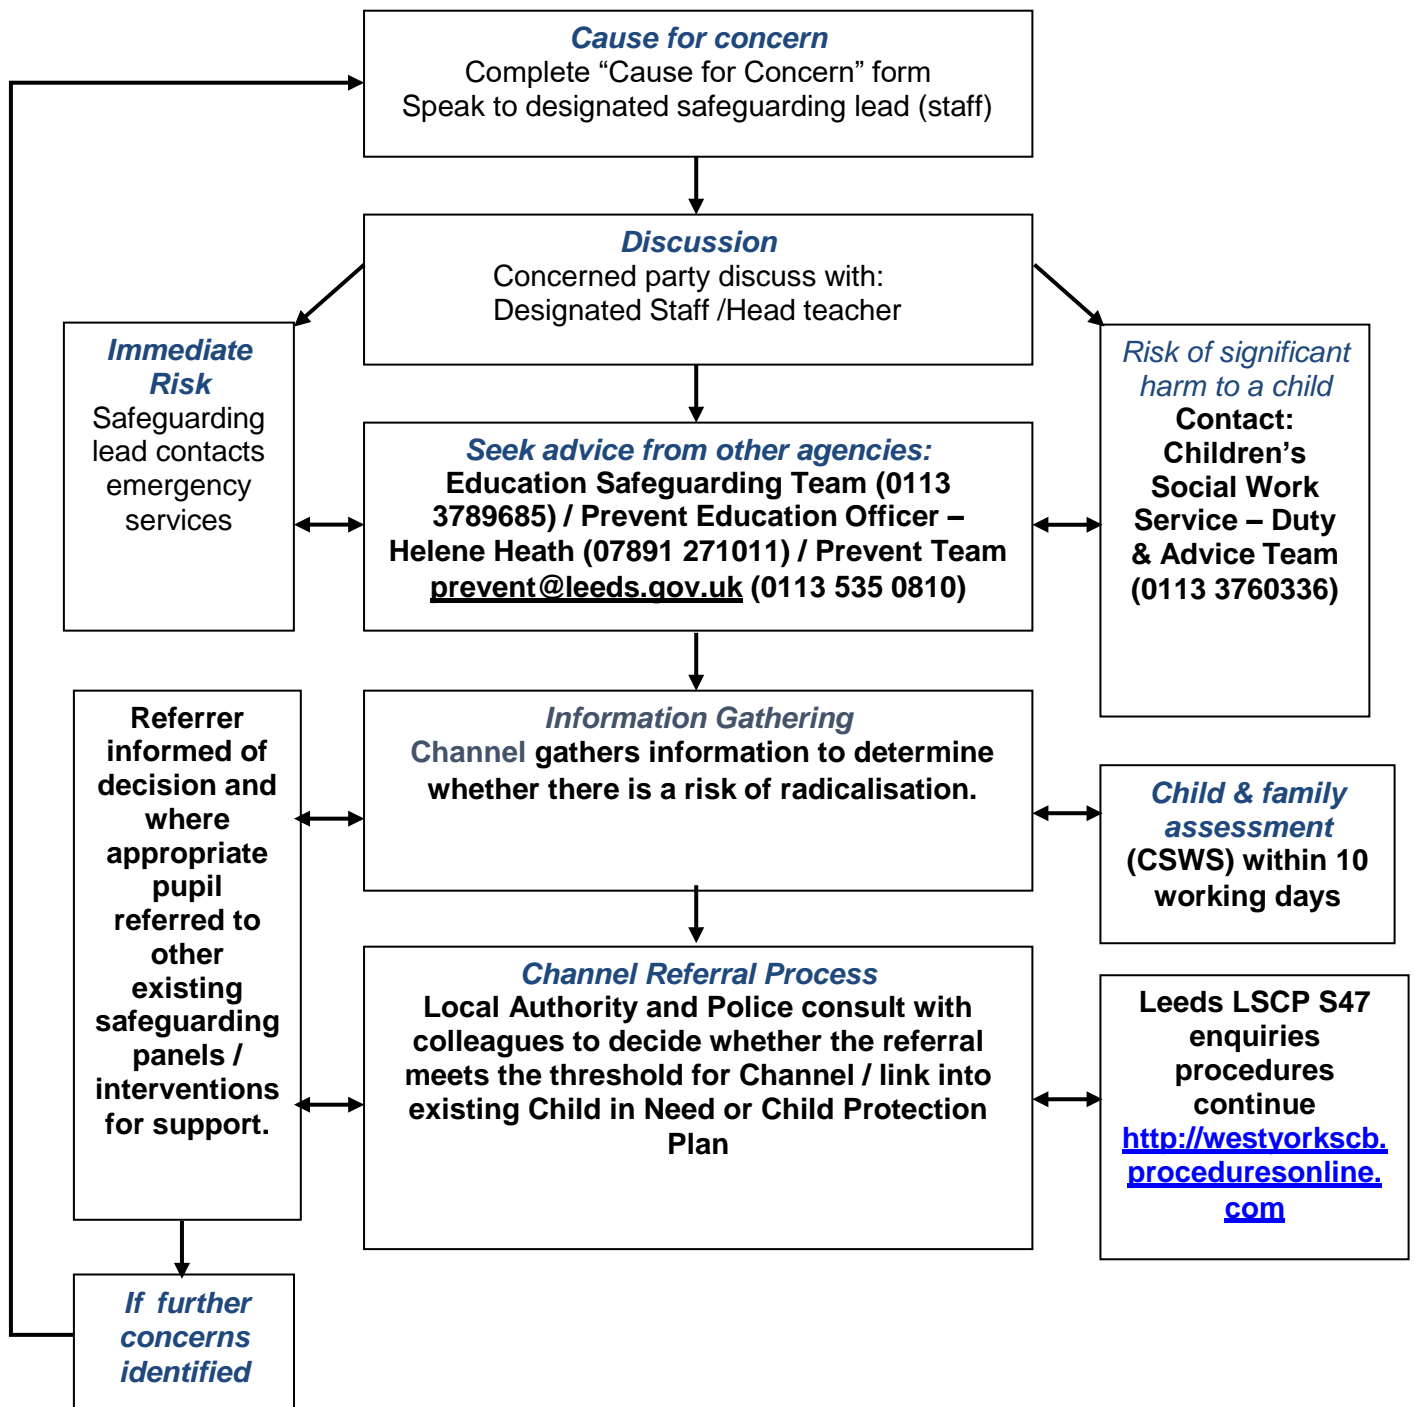 Cause for concern
Complete “Cause for Concern” form
Speak to designated safeguarding lead (staff)
Discussion
Concerned party discuss with:
Designated Staff /Head teacher
Immediate
Risk
Safeguarding
lead contacts
emergency
services
Risk of significant
harm to a child
Contact:
Children’s
Social Work
Service – Duty
& Advice Team
(0113 3760336)
Seek advice from other agencies:
Education Safeguarding Team (0113
3789685) / Prevent Education Officer –
Helene Heath (07891 271011) / Prevent Team
prevent@leeds.gov.uk (0113 535 0810)
Referrer
informed of
decision and
where
appropriate
pupil
referred to
other
existing
safeguarding
panels /
interventions
for support.
Information Gathering
Channel gathers information to determine
whether there is a risk of radicalisation.
Child & family
assessment
(CSWS) within 10
working days
Channel Referral Process
Local Authority and Police consult with
colleagues to decide whether the referral
meets the threshold for Channel / link into
existing Child in Need or Child Protection
Plan
Leeds LSCP S47
enquiries
procedures
continue
http://westyorkscb.
proceduresonline.
com
If further
concerns
identified